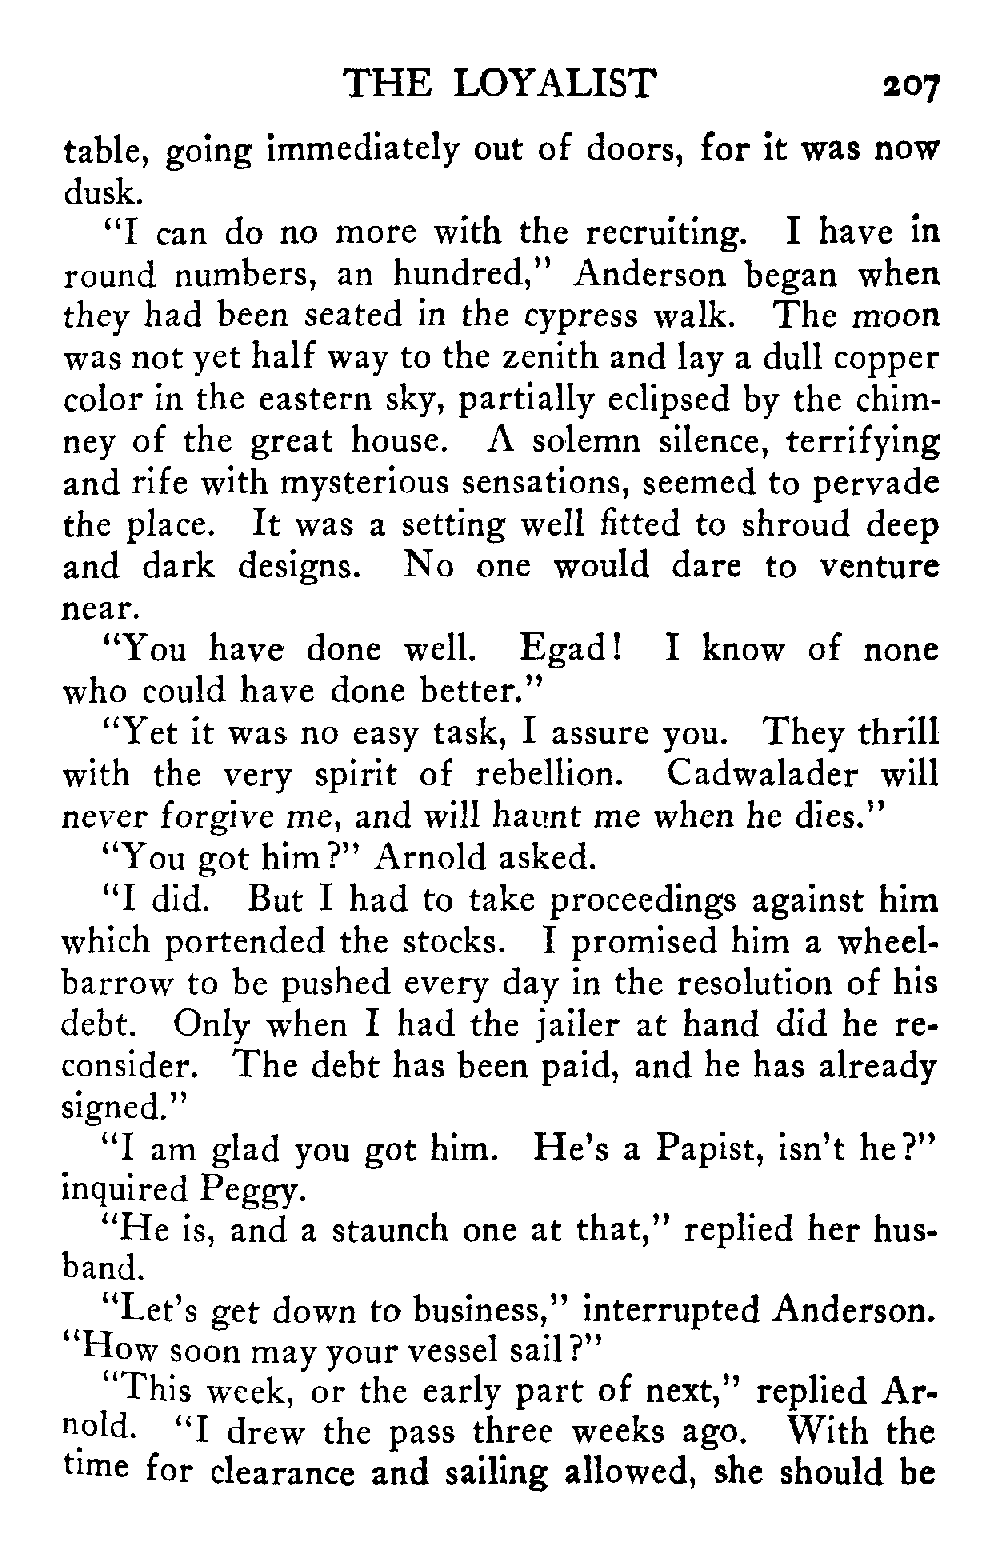 THE LOYALIST 207
table, going immediately out of doors, for it was now
dusk.
“I can do no more with the recruiting. I have in
round numbers, an hundred,” Anderson began when
they had been seated in the cypress walk. The moon
was not yet half way to the zenith and lay a dull copper
color in the eastern sky, partially eclipsed by the chim-
ney of the great house. A solemn silence, terrifying
and rife with mysterious sensations, seemed to pervade
the place. It was a setting well fitted to shroud deep
and dark designs. No one would dare to venture
near.
“You have done well. Egad! I know of none
who could have done better.”
“Yet it was no easy task, I assure you. They thrill
with the very spirit of rebellion. Cadwalader will
never forgive me, and will haunt me when he dies.”
“You got him?” Arnold asked.
“I did. But I had to take proceedings against him
which portended the stocks. I promised him a wheel-
barrow to be pushed every day in the resolution of his
debt. Only when I had the jailer at hand did he re-
consider. The debt has been paid, and he has already
signed.”
“I am glad you got him. He’s a Papist, isn’t he?”
inquired Peggy.
“He is, and a staunch one at that,” replied her hus-
band.
“Let’s get down to business,” interrupted Anderson.
“How soon may your vessel sail?”
“This week, or the early part of next,” replied Ar-
nold. “I drew the pass three weeks ago. With the
time for clearance and sailing allowed, she should be